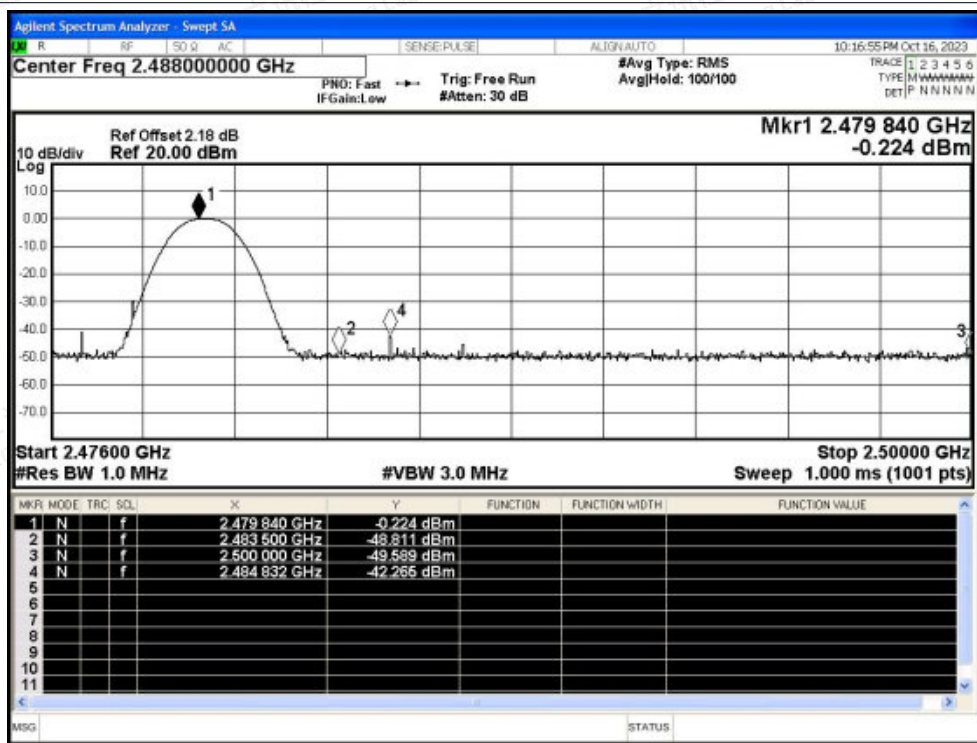 Agilent Spectrum Analyzer - Swept SA
R RF 50 Ω AC SENSE:PULSE ALIGNAUTO 10:16:55 PM Oct 16, 2023
Center Freq 2.488000000 GHz #Avg Type: RMS TRACE 1 2 3 4 5 6
PNO: Fast Trig: Free Run Avg|Hold: 100/100 TYPE M
IFGain:Low #Atten: 30 dB DET P N N N N N
Mkr1 2.479 840 GHz
Ref Offset 2.18 dB
10 dB/div Ref 20.00 dBm -0.224 dBm
Log
10.0
1
0.00
-10.0
-20.0
-30.0
4
-40.0
2 3
-50.0
-60.0
-70.0
Start 2.47600 GHz Stop 2.50000 GHz
#Res BW 1.0 MHz #VBW 3.0 MHz Sweep 1.000 ms (1001 pts)
MKR MODE TRC SCL X Y FUNCTION FUNCTION WIDTH FUNCTION VALUE
1 N f 2.479 840 GHz -0.224 dBm
2 N f 2.483 500 GHz -48.811 dBm
3 N f 2.500 000 GHz -49.589 dBm
4 N f 2.484 832 GHz -42.265 dBm
5
6
7
8
9
10
11
MSG STATUS